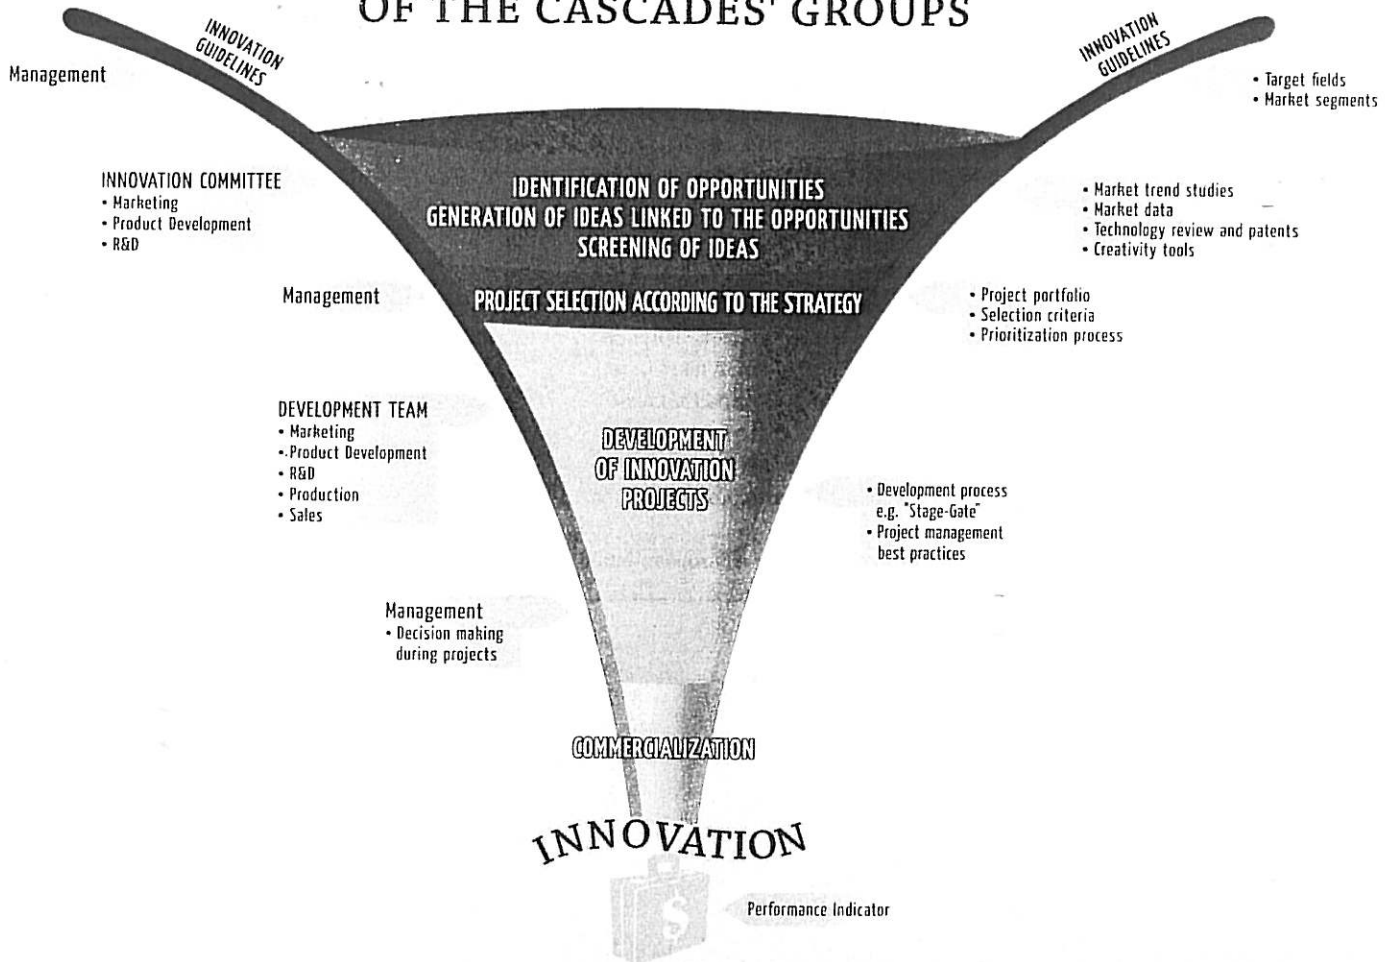 OF THE CASCADES' GROUPS
INNOVATION
GUIDELINES
INNOVATION
GUIDELINES
Management
• Target fields
• Market segments
INNOVATION COMMITTEE
• Marketing
• Product Development
• R&D
IDENTIFICATION OF OPPORTUNITIES
GENERATION OF IDEAS LINKED TO THE OPPORTUNITIES
SCREENING OF IDEAS
• Market trend studies
• Market data
• Technology review and patents
• Creativity tools
Management
PROJECT SELECTION ACCORDING TO THE STRATEGY
• Project portfolio
• Selection criteria
• Prioritization process
DEVELOPMENT TEAM
• Marketing
• Product Development
• R&D
• Production
• Sales
DEVELOPMENT
OF INNOVATION
PROJECTS
• Development process
e.g. "Stage-Gate"
• Project management
best practices
Management
• Decision making
during projects
COMMERCIALIZATION
INNOVATION
$
Performance Indicator